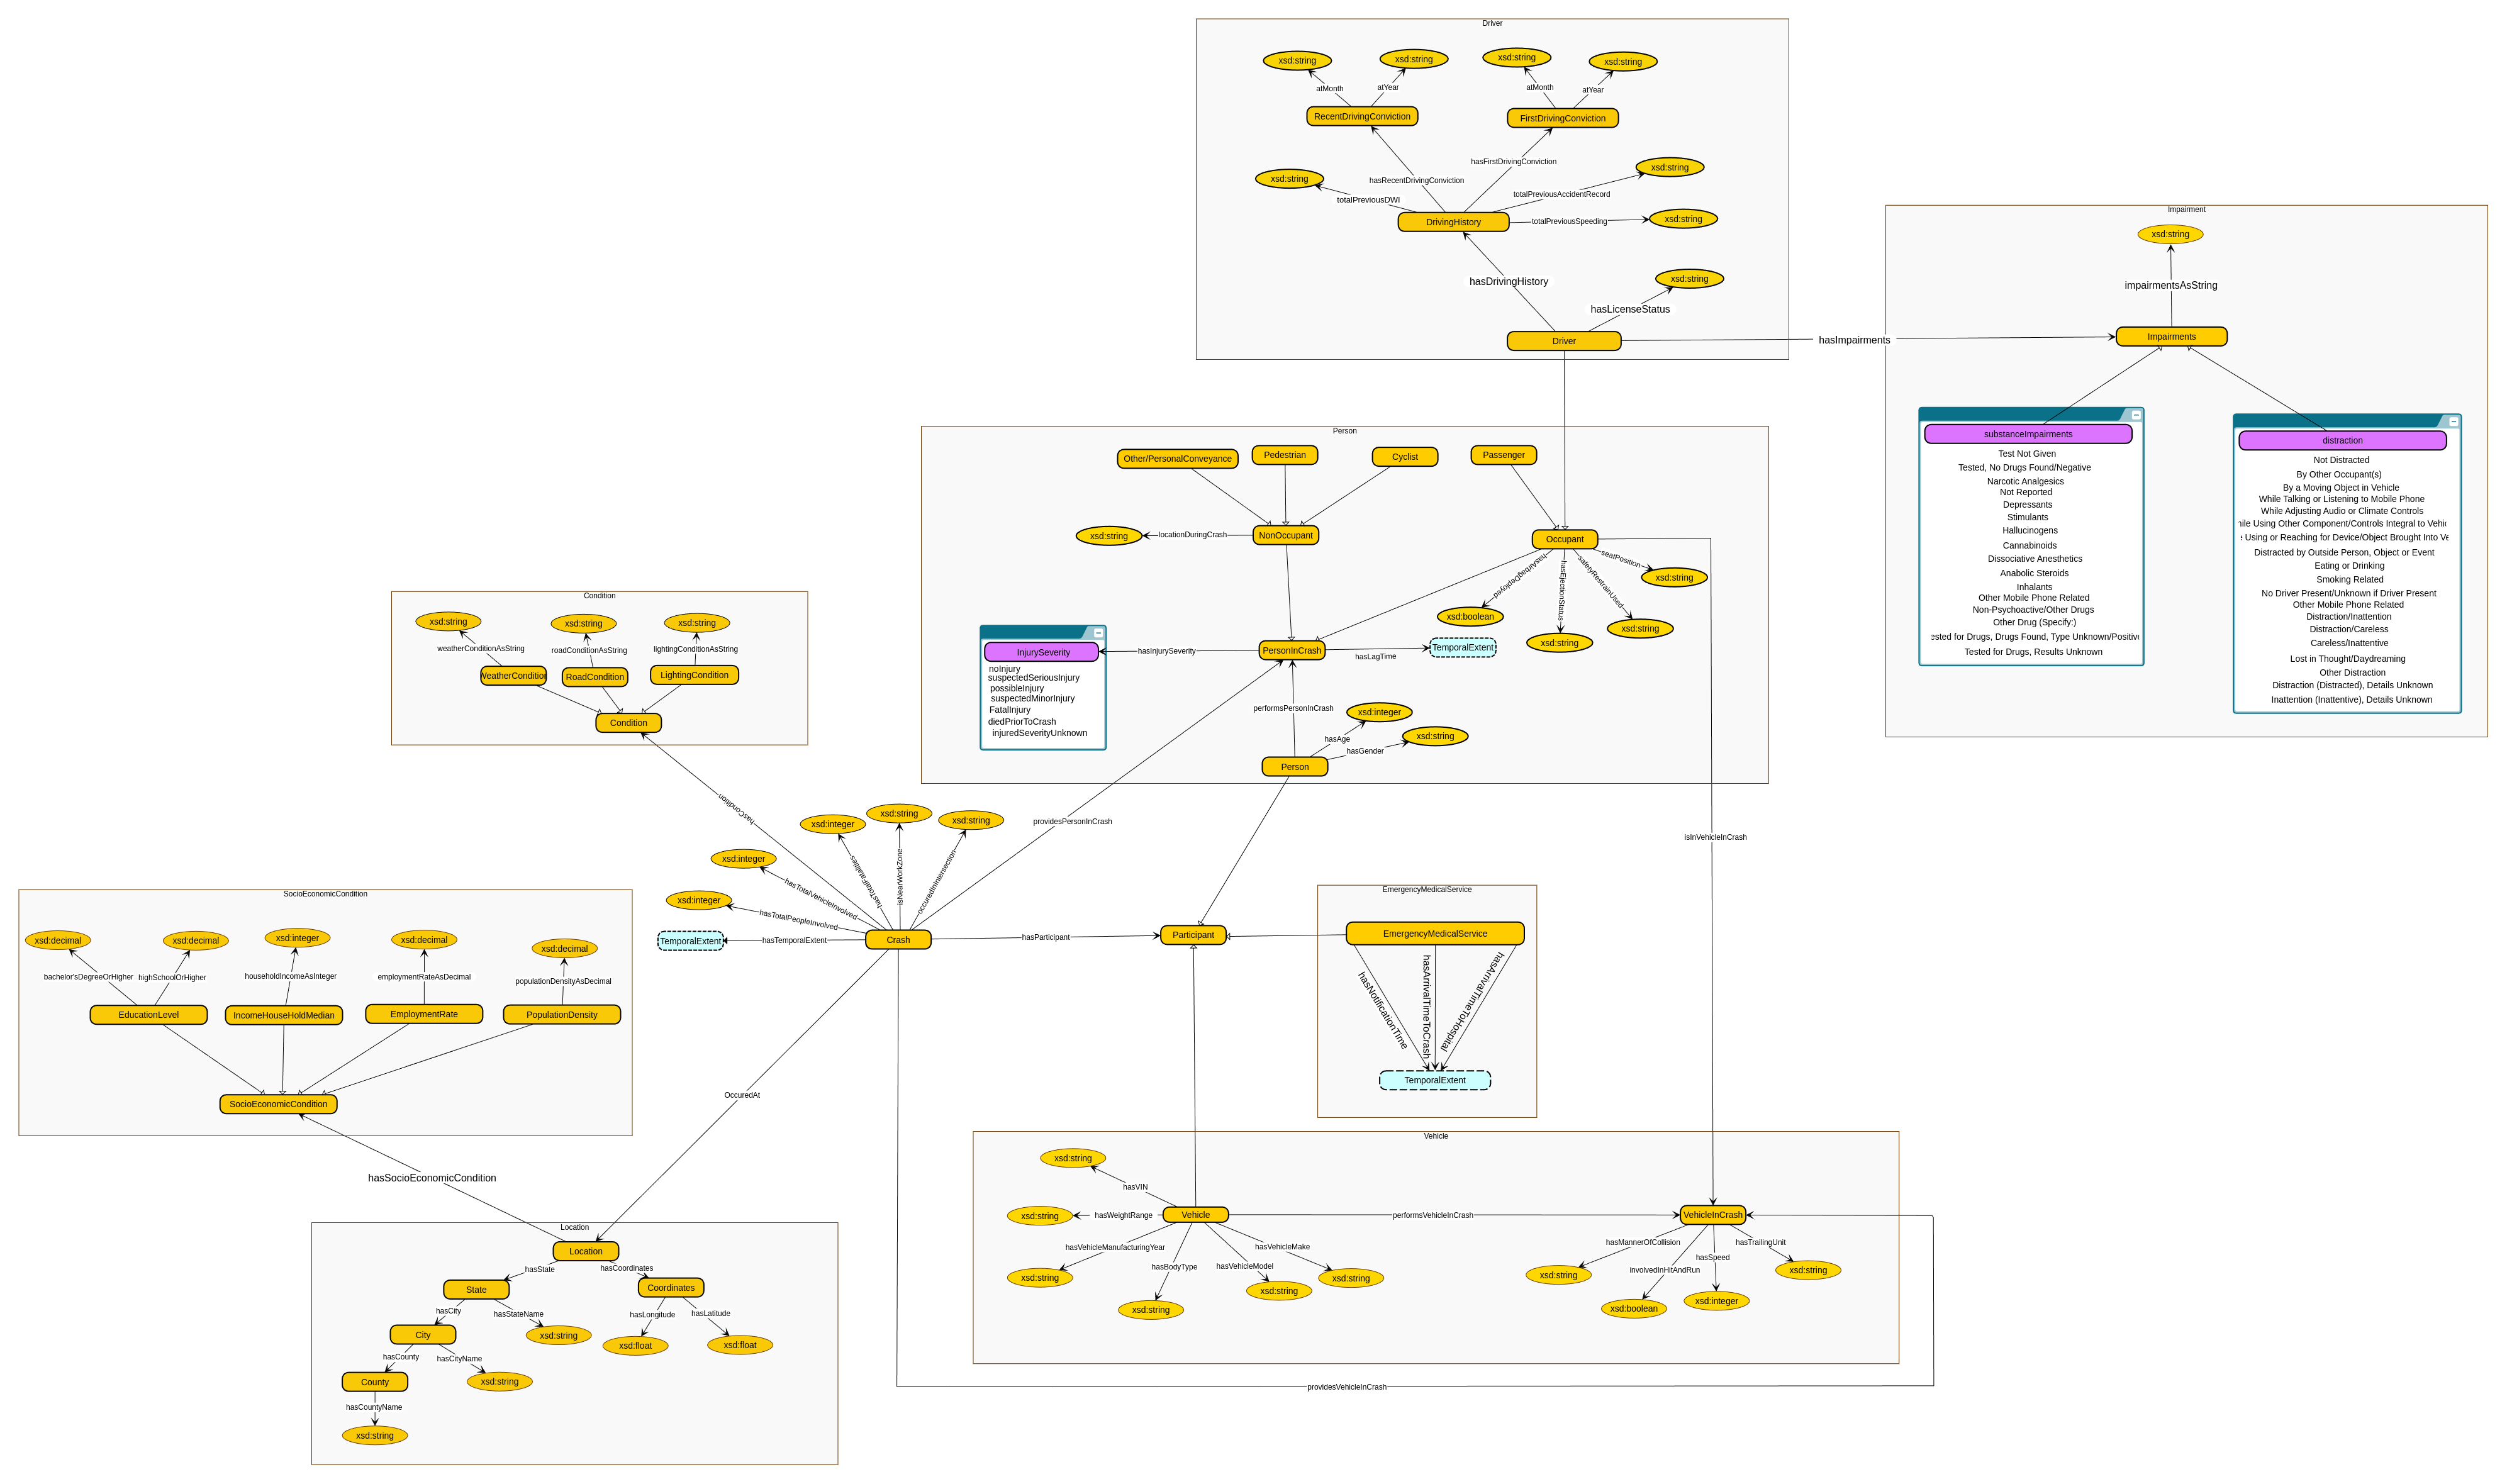 Driver
xsd:string
xsd:string
xsd:string
xsd:string
atMonth
atYear
atMonth
atYear
RecentDrivingConviction
FirstDrivingConviction
hasRecentDrivingConviction
hasFirstDrivingConviction
xsd:string
xsd:string
totalPreviousDWI
totalPreviousAccidentRecord
DrivingHistory
totalPreviousSpeeding
xsd:string
hasDrivingHistory
xsd:string
hasLicenseStatus
Driver
hasImpairments
Impairment
xsd:string
impairmentsAsString
Impairments
substanceImpairments
Test Not Given
Tested, No Drugs Found/Negative
Narcotic Analgesics
Not Reported
Depressants
Stimulants
Hallucinogens
Cannabinoids
Dissociative Anesthetics
Anabolic Steroids
Inhalants
Other Mobile Phone Related
Non-Psychoactive/Other Drugs
Other Drug (Specify:)
ested for Drugs, Drugs Found, Type Unknown/Positive
Tested for Drugs, Results Unknown
distraction
Not Distracted
By Other Occupant(s)
By a Moving Object in Vehicle
While Talking or Listening to Mobile Phone
While Adjusting Audio or Climate Controls
ile Using Other Component/Controls Integral to Vehic
e Using or Reaching for Device/Object Brought Into Ve
Distracted by Outside Person, Object or Event
Eating or Drinking
Smoking Related
No Driver Present/Unknown if Driver Present
Other Mobile Phone Related
Distraction/Inattention
Distraction/Careless
Careless/Inattentive
Lost in Thought/Daydreaming
Other Distraction
Distraction (Distracted), Details Unknown
Inattention (Inattentive), Details Unknown
Person
Other/PersonalConveyance
Pedestrian
Cyclist
Passenger
xsd:string
locationDuringCrash
NonOccupant
Occupant
hasAirbagDeployed
hasEjectionStatus
safetyRestrainUsed
seatPosition
xsd:string
xsd:boolean
xsd:string
xsd:string
InjurySeverity
noInjury
suspectedSeriousInjury
possibleInjury
suspectedMinorInjury
FatalInjury
diedPriorToCrash
injuredSeverityUnknown
hasInjurySeverity
PersonInCrash
hasLagTime
TemporalExtent
performsPersonInCrash
xsd:integer
hasAge
xsd:string
hasGender
Person
Condition
xsd:string
xsd:string
xsd:string
weatherConditionAsString
roadConditionAsString
lightingConditionAsString
WeatherCondition
RoadCondition
LightingCondition
Condition
hasCondition
xsd:integer
xsd:string
xsd:string
xsd:integer
xsd:integer
hasTotalFatalities
isNearWorkZone
occuredInIntersection
hasTotalVehicleInvolved
hasTotalPeopleInvolved
TemporalExtent
hasTemporalExtent
Crash
hasParticipant
Participant
providesPersonInCrash
isInVehicleInCrash
SocioEconomicCondition
xsd:decimal
xsd:decimal
xsd:integer
xsd:decimal
xsd:decimal
bachelor'sDegreeOrHigher
highSchoolOrHigher
householdIncomeAsInteger
employmentRateAsDecimal
populationDensityAsDecimal
EducationLevel
IncomeHouseHoldMedian
EmploymentRate
PopulationDensity
SocioEconomicCondition
hasSocioEconomicCondition
OccuredAt
EmergencyMedicalService
EmergencyMedicalService
hasNotificationTime
hasArrivalTimeToCrash
hasArrivalTimeToHospital
TemporalExtent
Location
Location
hasState
hasCoordinates
State
Coordinates
hasCity
hasStateName
hasLongitude
hasLatitude
City
xsd:string
xsd:float
xsd:float
hasCounty
hasCityName
County
xsd:string
hasCountyName
xsd:string
Vehicle
xsd:string
hasVIN
xsd:string
hasWeightRange
Vehicle
performsVehicleInCrash
VehicleInCrash
hasVehicleManufacturingYear
hasBodyType
hasVehicleModel
hasVehicleMake
xsd:string
xsd:string
xsd:string
xsd:string
hasMannerOfCollision
involvedInHitAndRun
hasSpeed
hasTrailingUnit
xsd:string
xsd:boolean
xsd:integer
xsd:string
providesVehicleInCrash